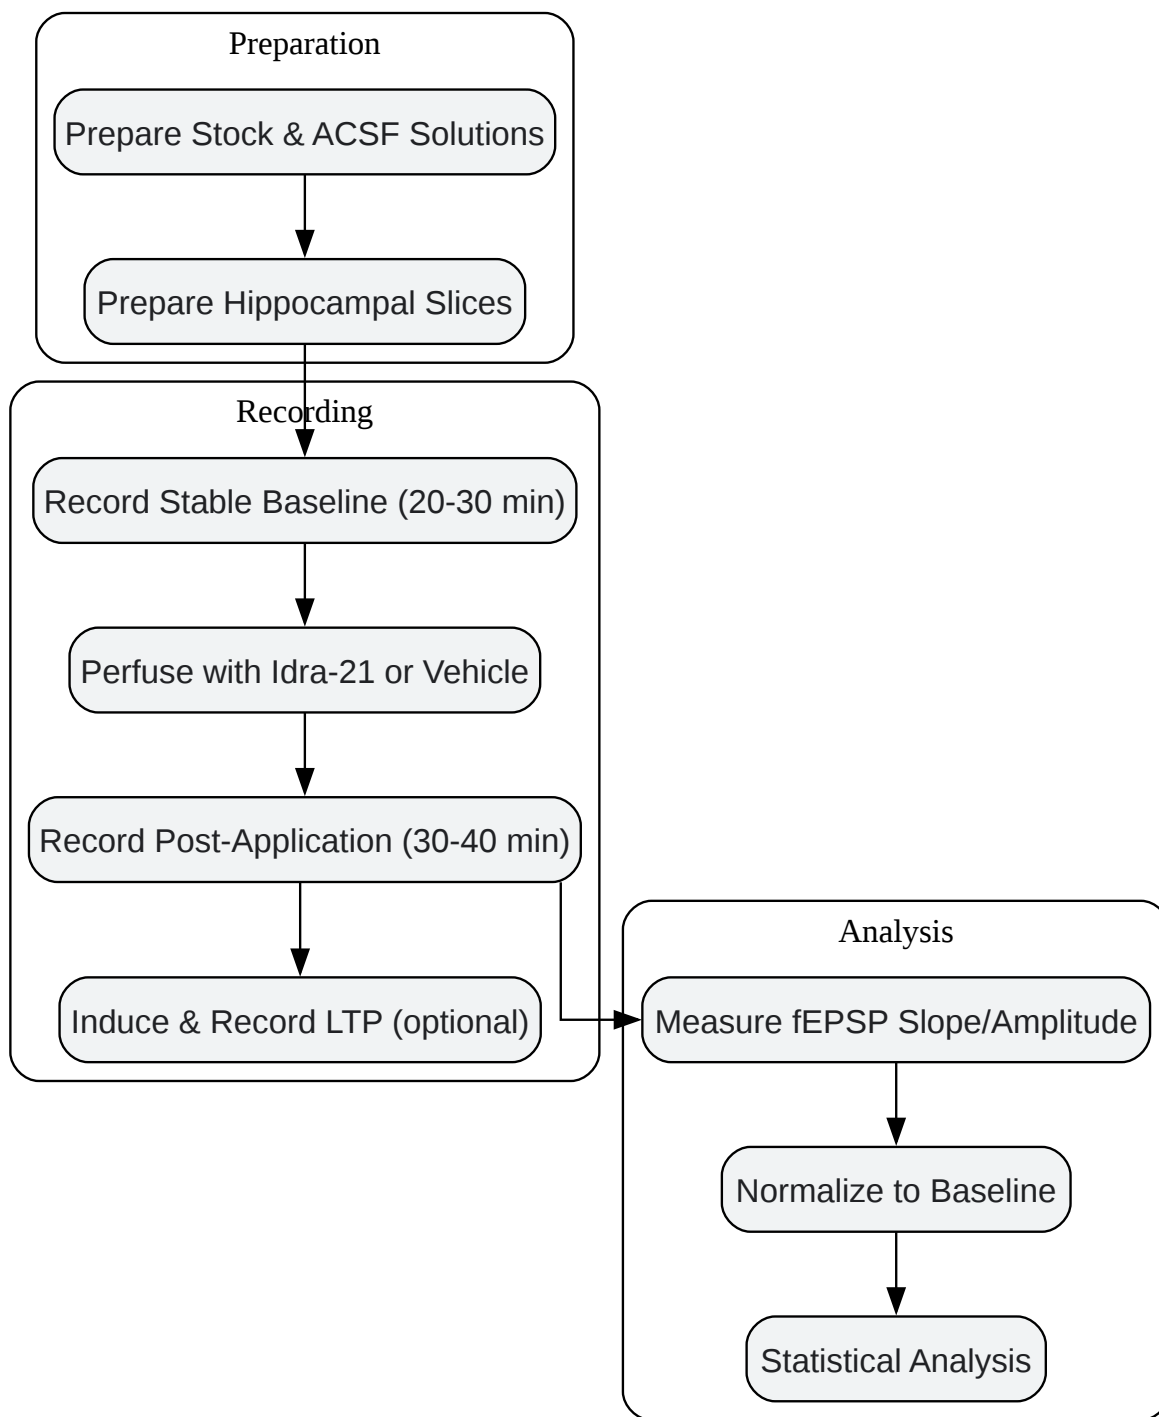 Preparation
Prepare Stock & ACSF Solutions
Prepare Hippocampal Slices
Recording
Record Stable Baseline (20-30 min)
Perfuse with Idra-21 or Vehicle
Record Post-Application (30-40 min)
Induce & Record LTP (optional)
Analysis
Measure fEPSP Slope/Amplitude
Normalize to Baseline
Statistical Analysis